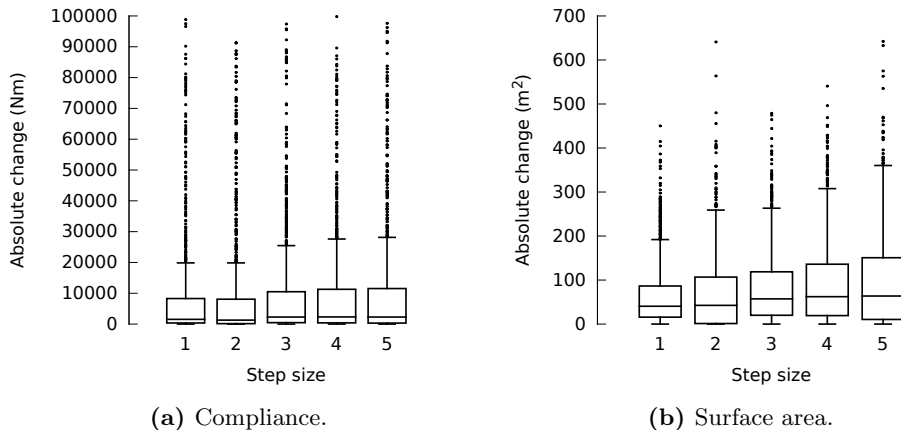 100000
90000
80000
70000
60000
50000
40000
30000
20000
10000
0
Absolute change (Nm)
1 2 3 4 5
Step size
(a) Compliance.
700
600
500
400
300
200
100
0
Absolute change (m²)
1 2 3 4 5
Step size
(b) Surface area.